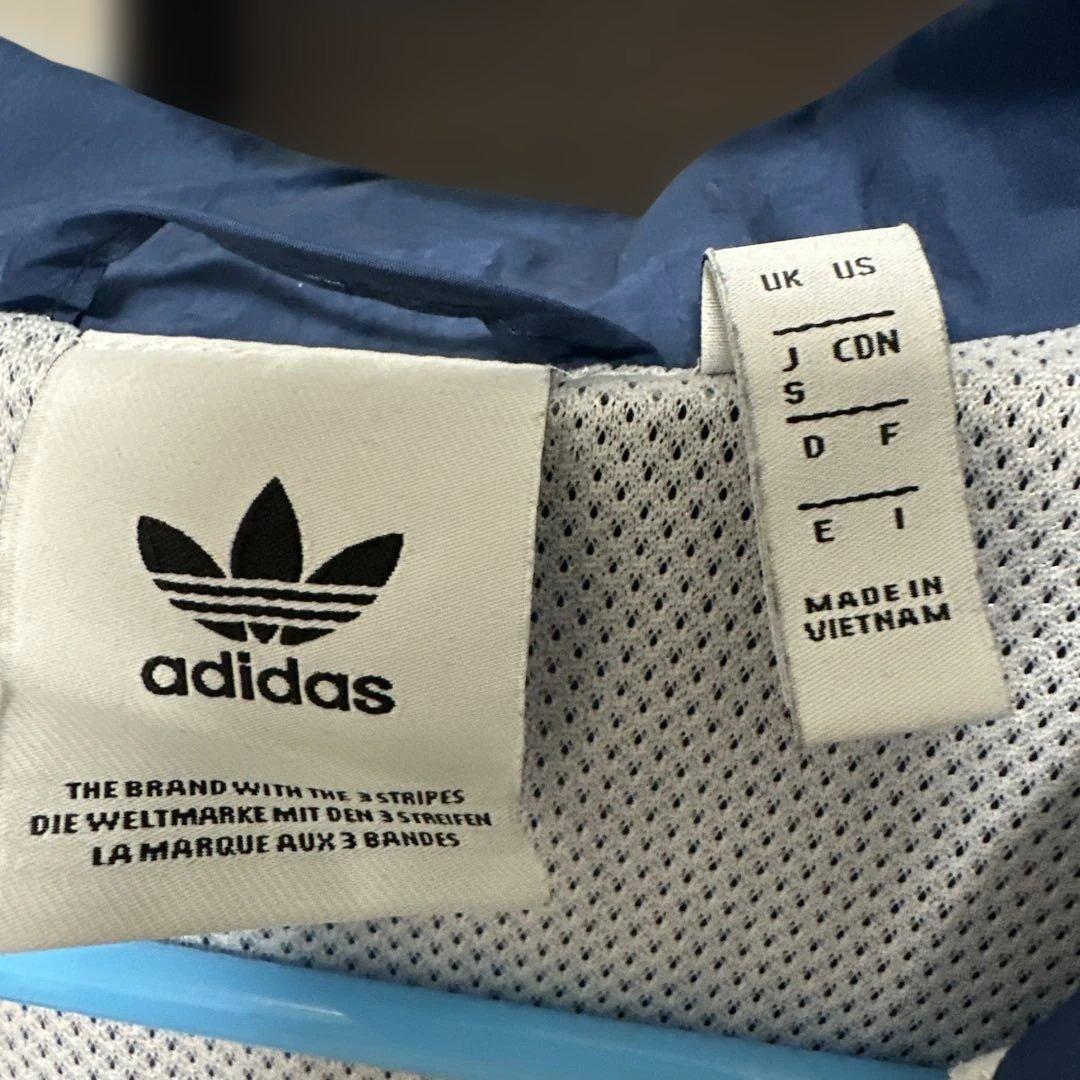 adidas
THE BRAND WITH THE 3 STRIPES
DIE WELTMARKE MIT DEN 3 STREIFEN
LA MARQUE AUX 3 BANDES
UK US
J CDN
S
D F
E I
MADE IN
VIETNAM